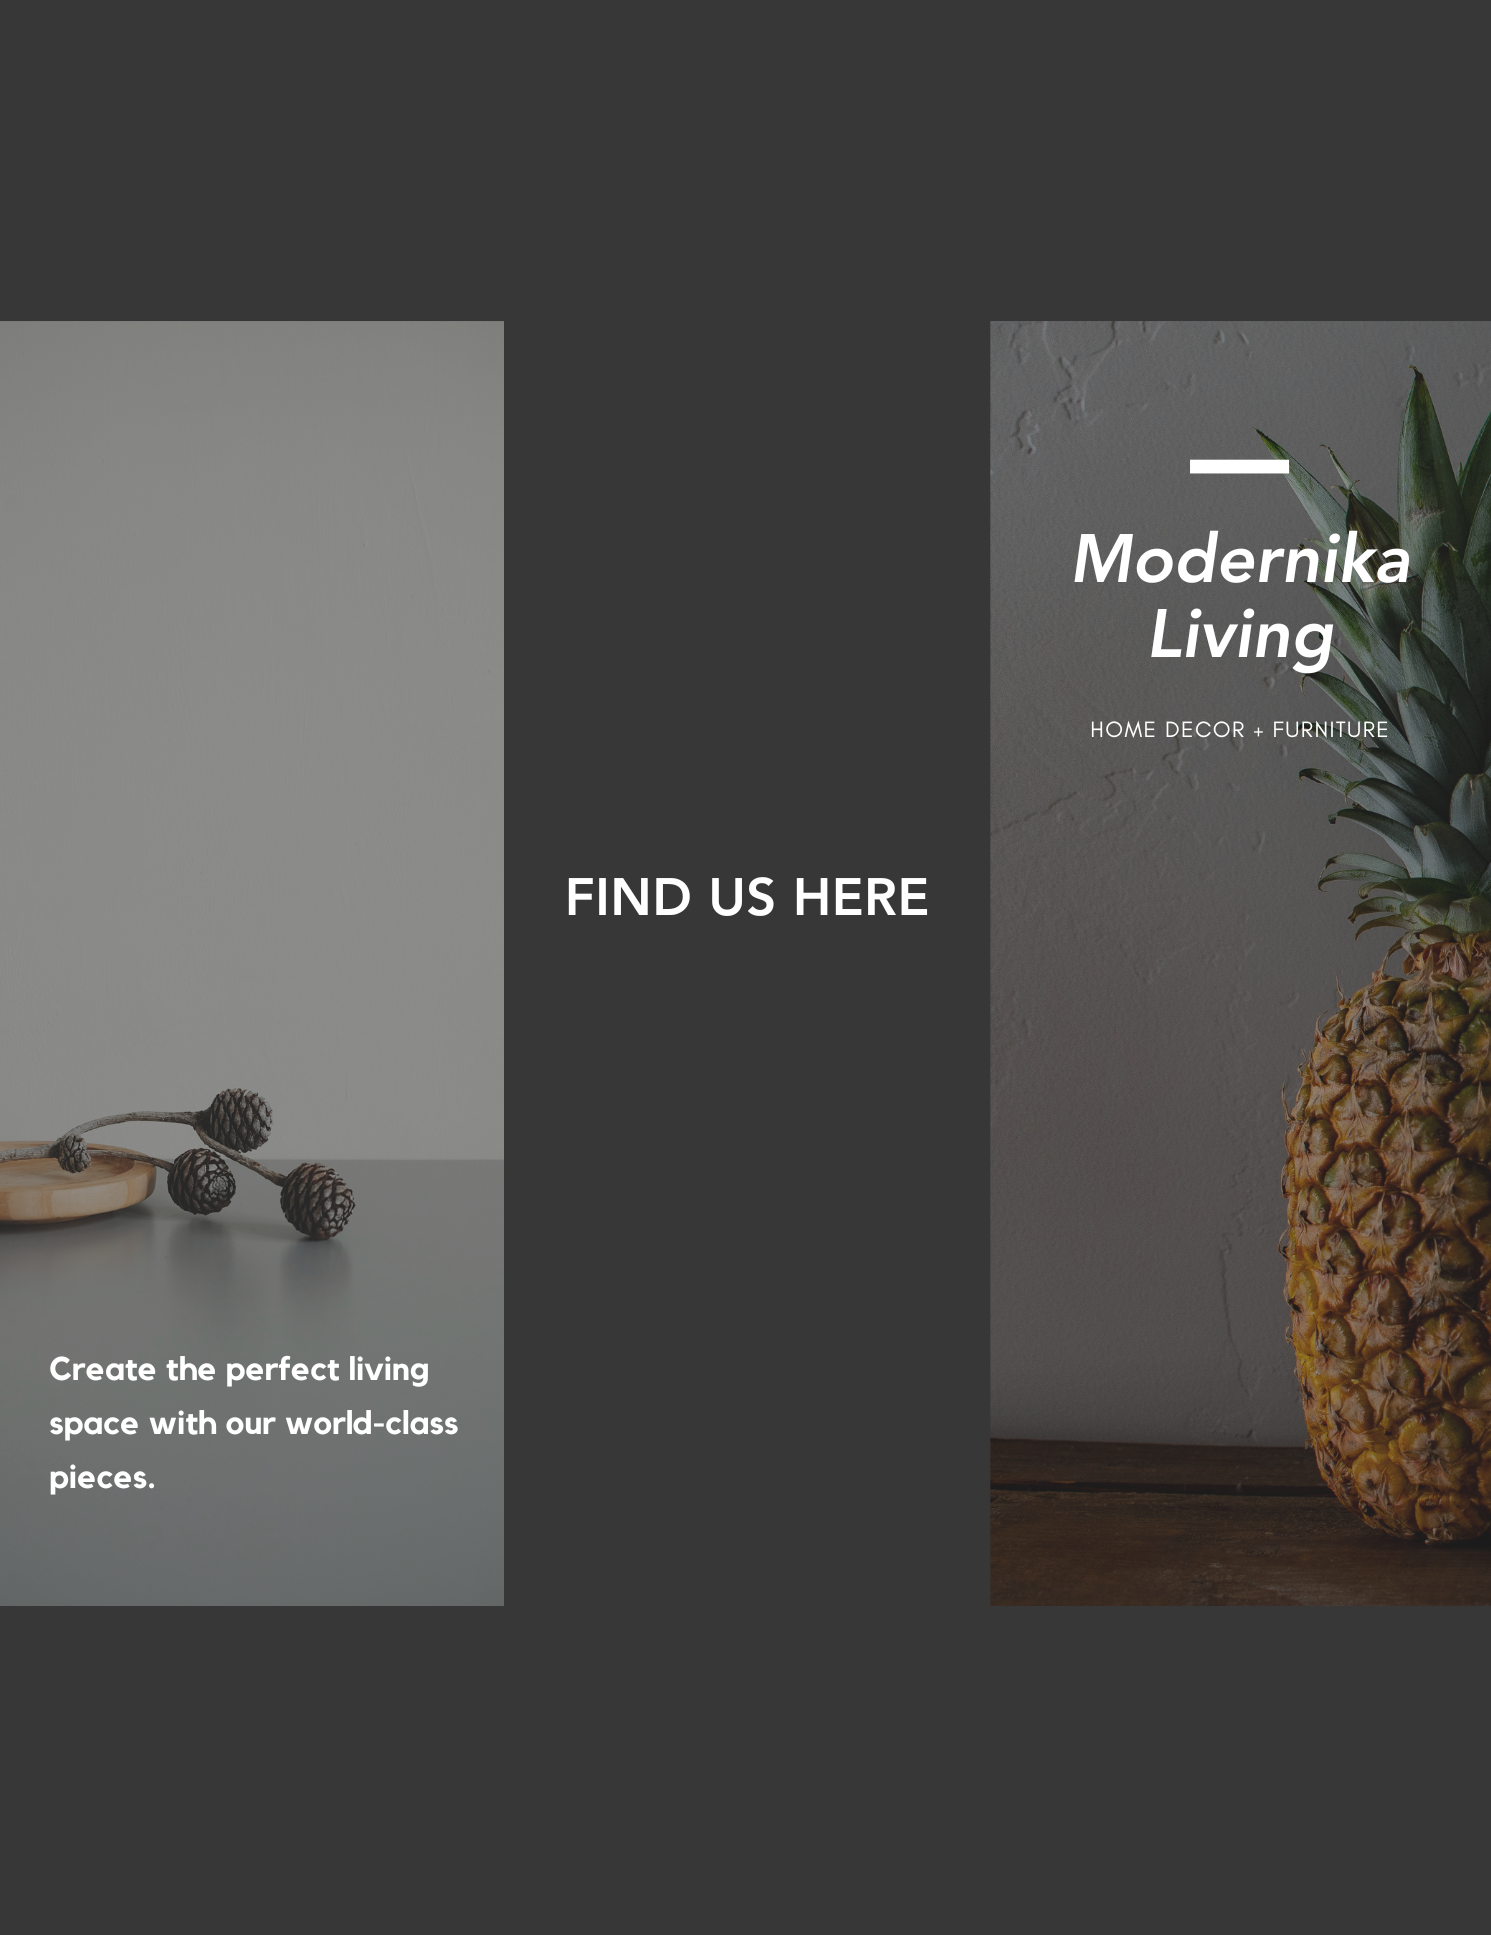 Create the perfect living
space with our world-class
pieces.
FIND US HERE
Modernika
Living
HOME DECOR + FURNITURE